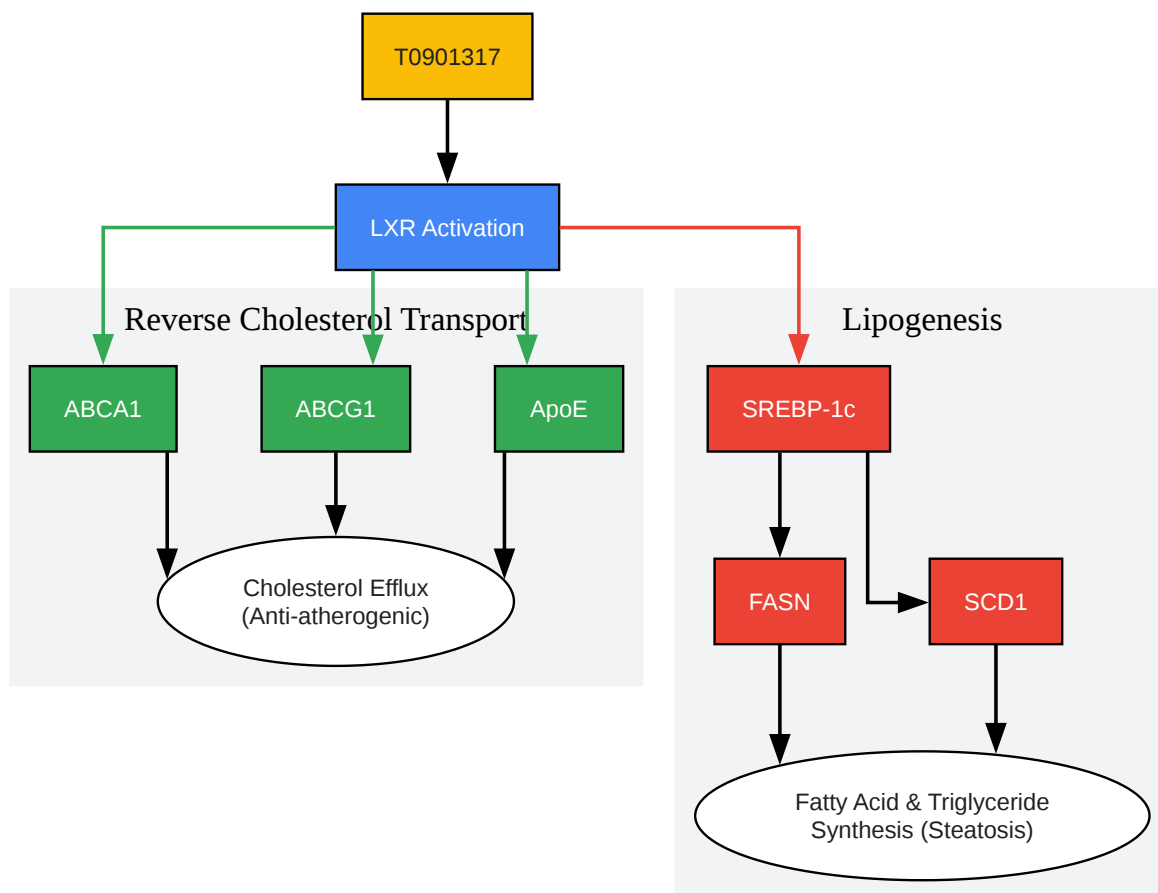 T0901317
LXR Activation
Reverse Cholesterol Transport
Lipogenesis
ABCA1
ABCG1
ApoE
SREBP-1c
Cholesterol Efflux
(Anti-atherogenic)
FASN
SCD1
Fatty Acid & Triglyceride
Synthesis (Steatosis)